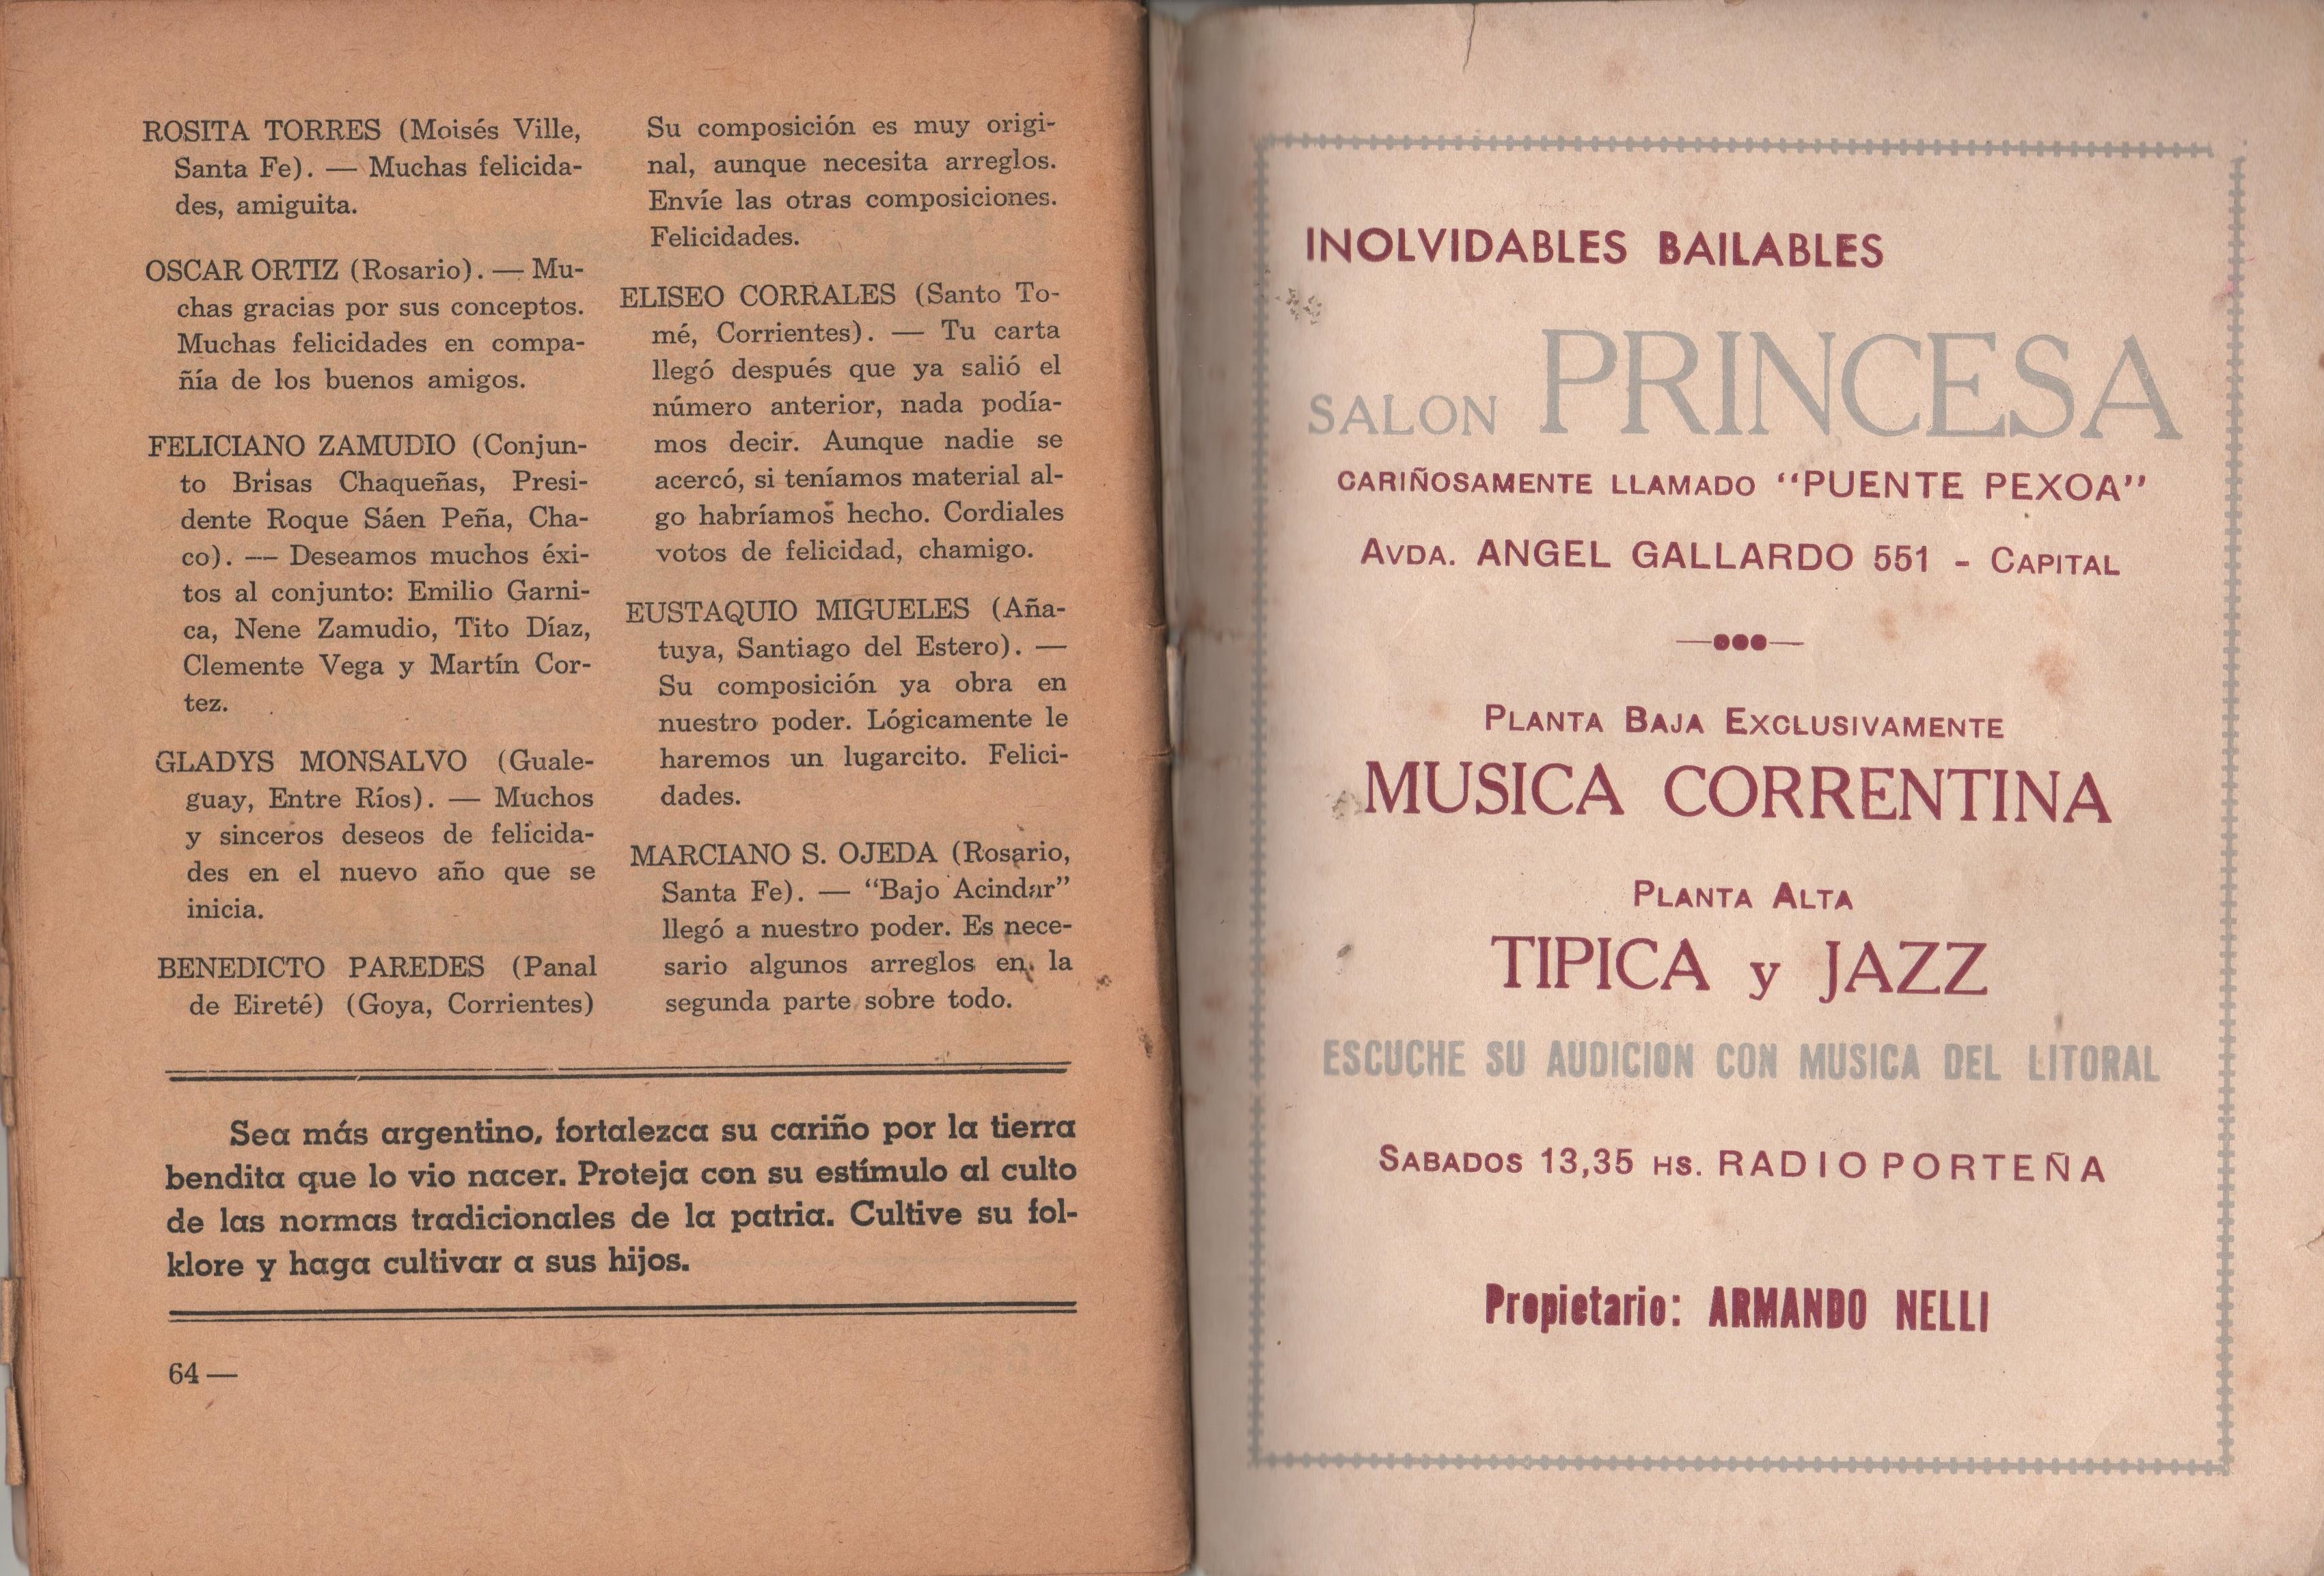 ROSITA TORRES (Moisés Ville,
Santa Fe). — Muchas felicida-
des, amiguita.
OSCAR ORTIZ (Rosario). — Mu-
chas gracias por sus conceptos.
Muchas felicidades en compa-
ñía de los buenos amigos.
FELICIANO ZAMUDIO (Conjun-
to Brisas Chaqueñas, Presi-
dente Roque Sáen Peña, Cha-
co). — Deseamos muchos éxi-
tos al conjunto: Emilio Garni-
ca, Nene Zamudio, Tito Díaz,
Clemente Vega y Martín Cor-
tez.
GLADYS MONSALVO (Guale-
guay, Entre Ríos). — Muchos
y sinceros deseos de felicida-
des en el nuevo año que se
inicia.
BENEDICTO PAREDES (Panal
de Eireté) (Goya, Corrientes)
Su composición es muy origi-
nal, aunque necesita arreglos.
Envíe las otras composiciones.
Felicidades.
ELISEO CORRALES (Santo To-
mé, Corrientes). — Tu carta
llegó después que ya salió el
número anterior, nada podía-
mos decir. Aunque nadie se
acercó, si teníamos material al-
go habríamos hecho. Cordiales
votos de felicidad, chamigo.
EUSTAQUIO MIGUELES (Aña-
tuya, Santiago del Estero). —
Su composición ya obra en
nuestro poder. Lógicamente le
haremos un lugarcito. Felici-
dades.
MARCIANO S. OJEDA (Rosario,
Santa Fe). — “Bajo Acindar”
llegó a nuestro poder. Es nece-
sario algunos arreglos en la
segunda parte sobre todo.
Sea más argentino, fortalezca su cariño por la tierra
bendita que lo vio nacer. Proteja con su estímulo al culto
de las normas tradicionales de la patria. Cultive su fol-
klore y haga cultivar a sus hijos.
64 —
INOLVIDABLES BAILABLES
SALON PRINCESA
CARIÑOSAMENTE LLAMADO “PUENTE PEXOA”
AVDA. ANGEL GALLARDO 551 - CAPITAL
PLANTA BAJA EXCLUSIVAMENTE
MUSICA CORRENTINA
PLANTA ALTA
TIPICA y JAZZ
ESCUCHE SU AUDICION CON MUSICA DEL LITORAL
SABADOS 13,35 HS. RADIO PORTEÑA
Propietario: ARMANDO NELLI